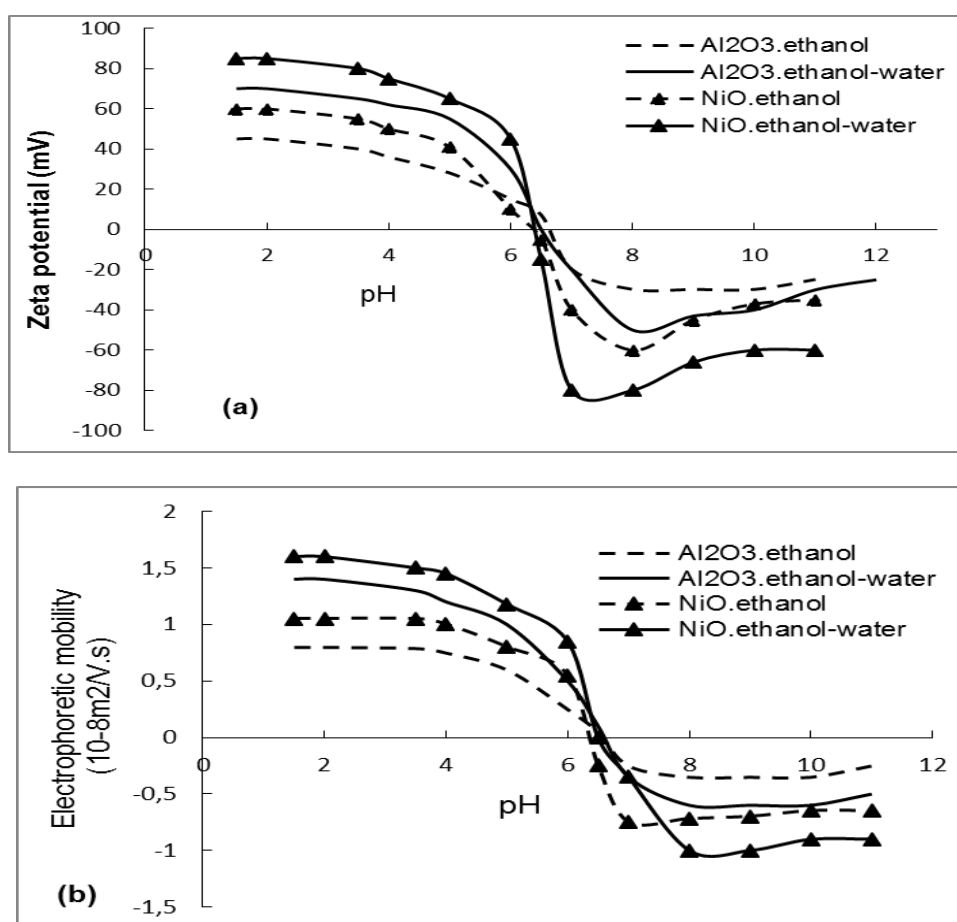 100
80
60
40
20
0
-20
-40
-60
-80
-100
Zeta potential (mV)
Al2O3.ethanol
Al2O3.ethanol-water
NiO.ethanol
NiO.ethanol-water
0 2 4 6 8 10 12
pH
(a)
2
1,5
1
0,5
0
-0,5
-1
-1,5
Electrophoretic mobility
(10-8m2/V.s)
Al2O3.ethanol
Al2O3.ethanol-water
NiO.ethanol
NiO.ethanol-water
0 2 4 6 8 10 12
pH
(b)